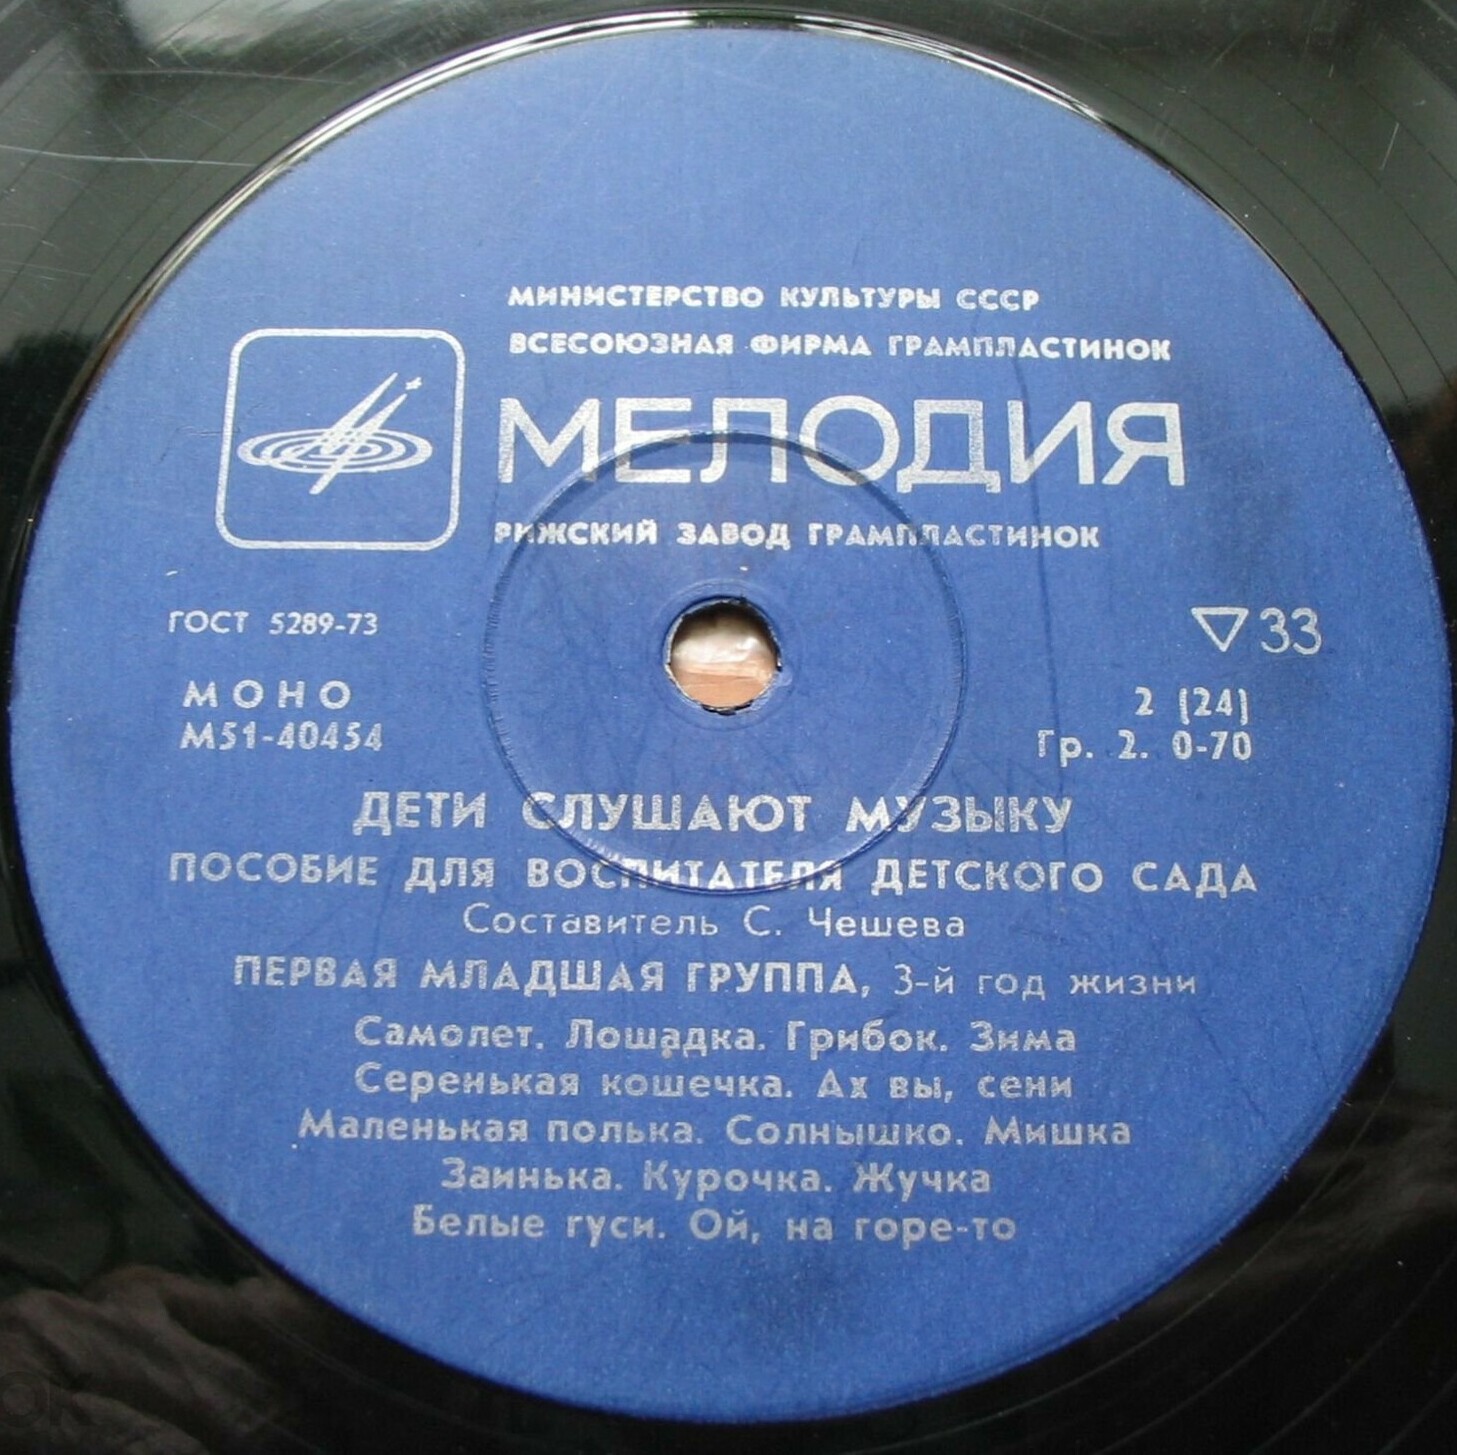 МИНИСТЕРСТВО КУЛЬТУРЫ СССР
ВСЕСОЮЗНАЯ ФИРМА ГРАМПЛАСТИНОК
МЕЛОДИЯ
РИЖСКИЙ ЗАВОД ГРАМПЛАСТИНОК
ГОСТ 5289-73
▽33
МОНО
2 (24)
М51-40454
Гр. 2. 0-70
ДЕТИ СЛУШАЮТ МУЗЫКУ
ПОСОБИЕ ДЛЯ ВОСПИТАТЕЛЯ ДЕТСКОГО САДА
Составитель С. Чешева
ПЕРВАЯ МЛАДШАЯ ГРУППА, 3-й год жизни
Самолет. Лошадка. Грибок. Зима
Серенькая кошечка. Ах вы, сени
Маленькая полька. Солнышко. Мишка
Заинька. Курочка. Жучка
Белые гуси. Ой, на горе-то